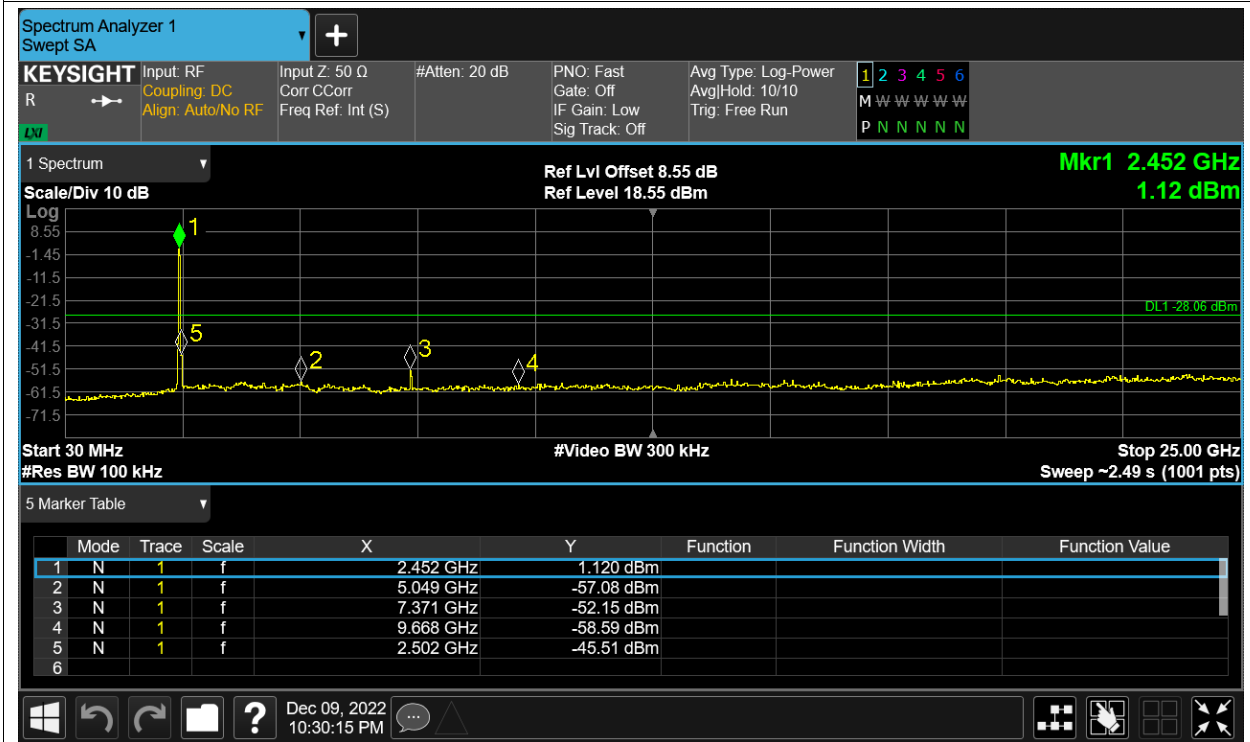 Spectrum Analyzer 1
Swept SA
+
KEYSIGHT
R
LXI
Input: RF
Coupling: DC
Align: Auto/No RF
Input Z: 50 Ω
Corr CCorr
Freq Ref: Int (S)
#Atten: 20 dB
PNO: Fast
Gate: Off
IF Gain: Low
Sig Track: Off
Avg Type: Log-Power
Avg|Hold: 10/10
Trig: Free Run
1 2 3 4 5 6
M W W W W W
P N N N N N
1 Spectrum
Scale/Div 10 dB
Ref Lvl Offset 8.55 dB
Ref Level 18.55 dBm
Mkr1 2.452 GHz
1.12 dBm
Log
8.55
-1.45
-11.5
-21.5
-31.5
-41.5
-51.5
-61.5
-71.5
1
5
2
3
4
DL1 -28.06 dBm
Start 30 MHz
#Res BW 100 kHz
#Video BW 300 kHz
Stop 25.00 GHz
Sweep ~2.49 s (1001 pts)
5 Marker Table
Mode Trace Scale X Y Function Function Width Function Value
1 N 1 f 2.452 GHz 1.120 dBm
2 N 1 f 5.049 GHz -57.08 dBm
3 N 1 f 7.371 GHz -52.15 dBm
4 N 1 f 9.668 GHz -58.59 dBm
5 N 1 f 2.502 GHz -45.51 dBm
6
?
Dec 09, 2022
10:30:15 PM